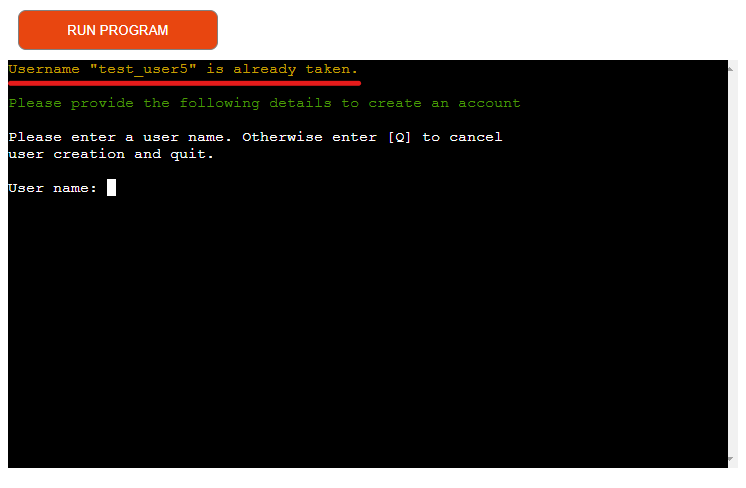 RUN PROGRAM
Username "test_user5" is already taken.
Please provide the following details to create an account
Please enter a user name. Otherwise enter [Q] to cancel
user creation and quit.
User name: